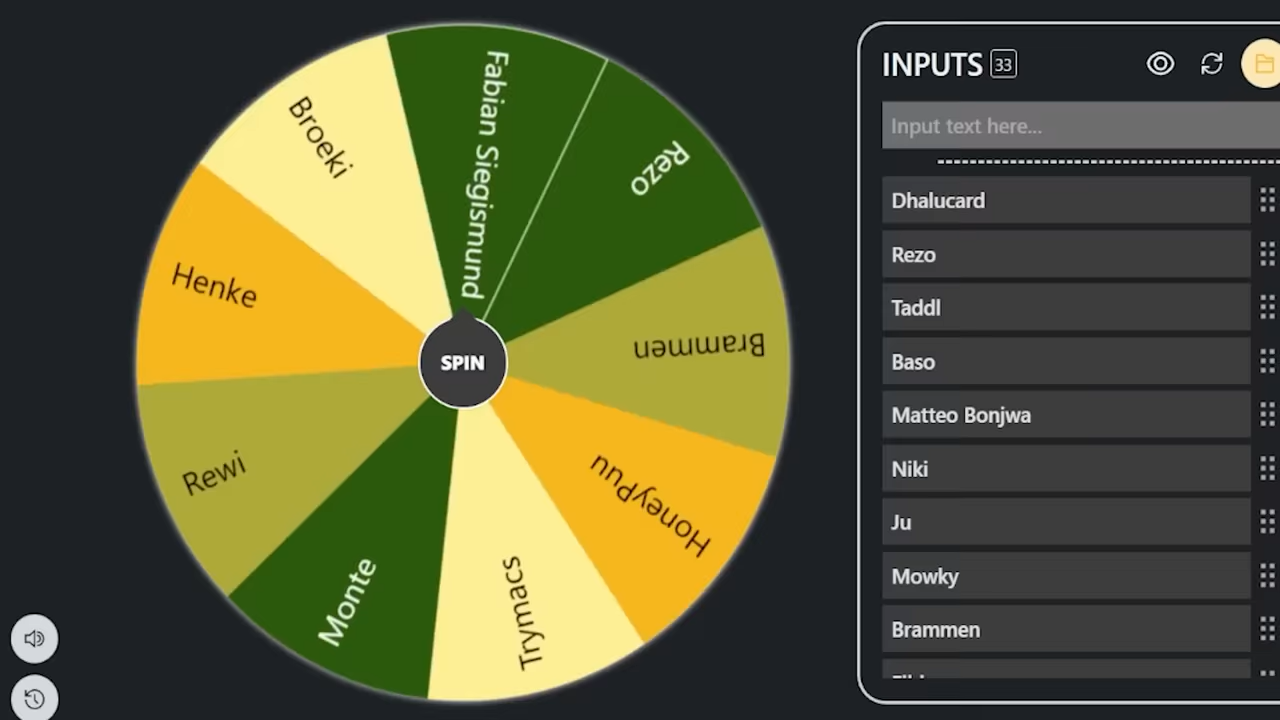 Fabian Siegismund
Rezo
Brammen
HoneyPuu
Trymacs
Monte
Rewi
Henke
Broeki
SPIN
INPUTS 33
Input text here...
Dhalucard
Rezo
Taddl
Baso
Matteo Bonjwa
Niki
Ju
Mowky
Brammen